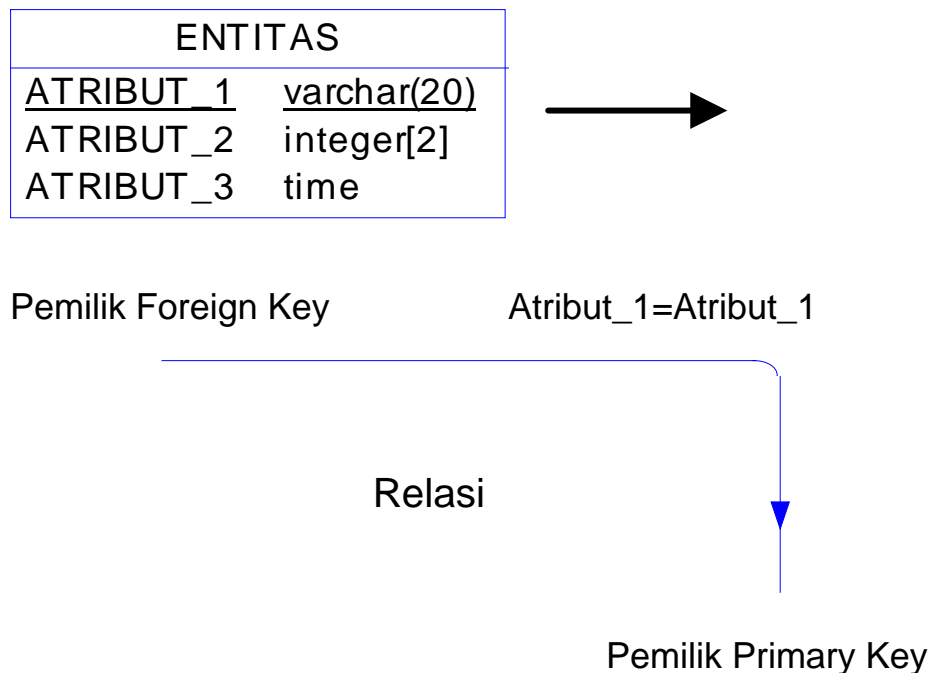 ENTITAS
ATRIBUT_1 varchar(20)
ATRIBUT_2 integer[2]
ATRIBUT_3 time
Pemilik Foreign Key Atribut_1=Atribut_1
Relasi
Pemilik Primary Key